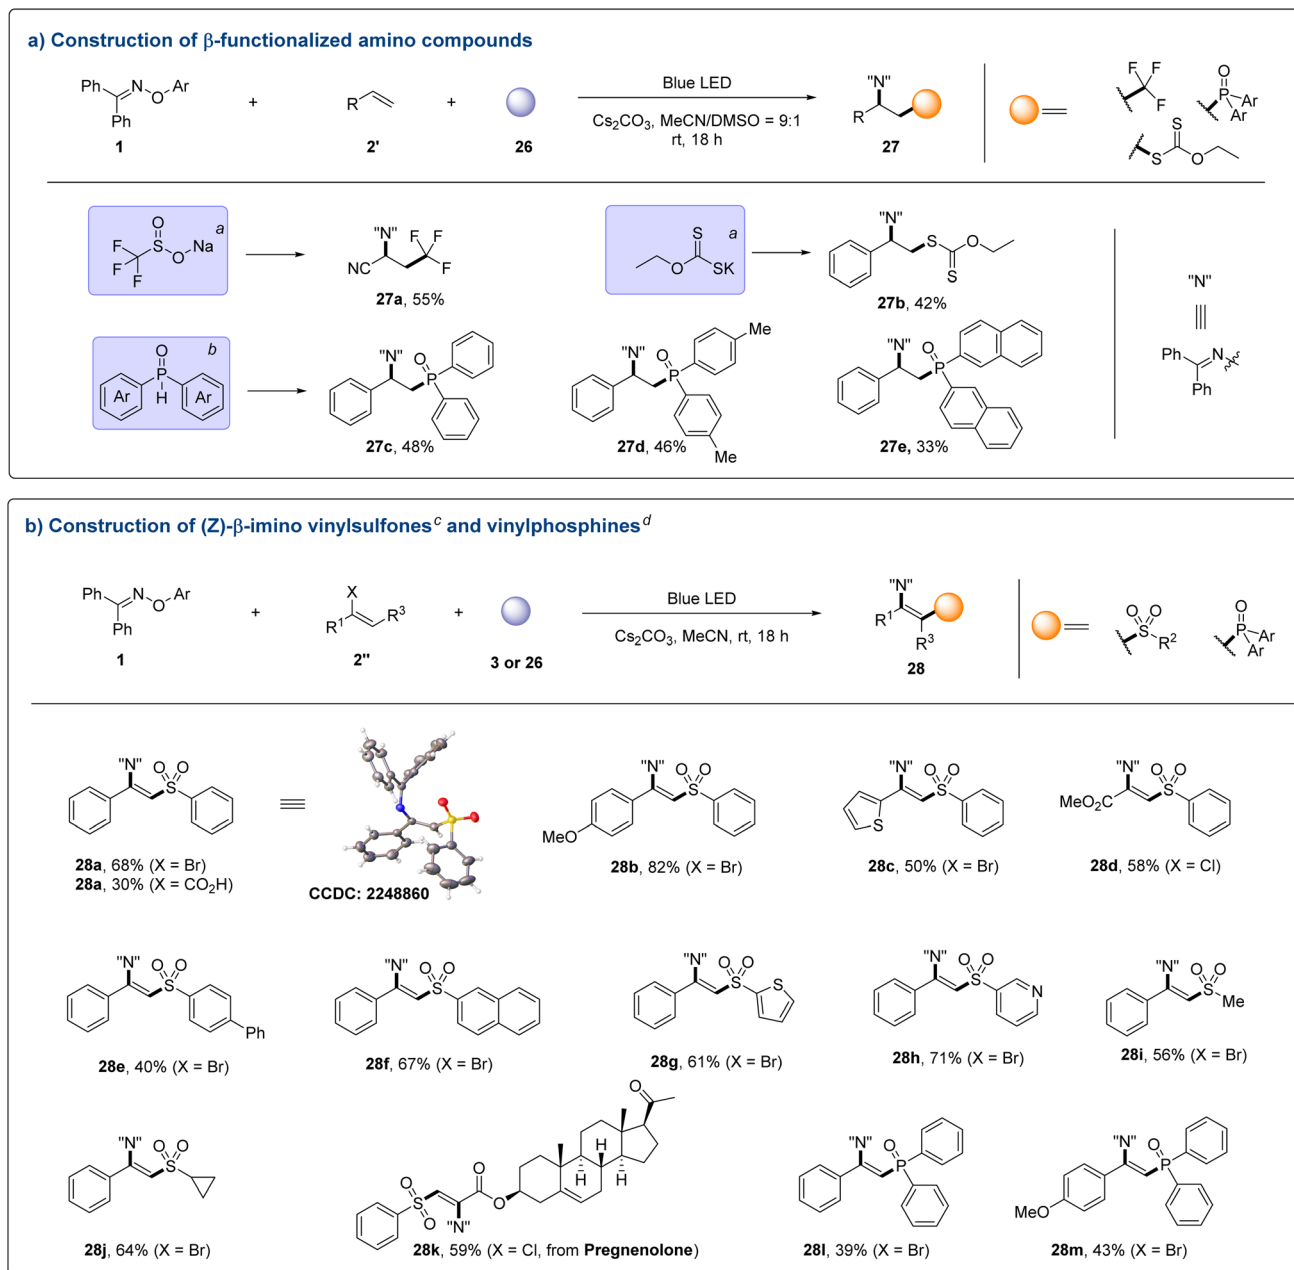 a) Construction of β-functionalized amino compounds
Ph N O Ar
Ph
1
+
R
2'
+
26
Blue LED
Cs₂CO₃, MeCN/DMSO = 9:1
rt, 18 h
"N"
R
27
F F F
O P Ar Ar
S S O
O S O Na F F F a
"N" NC F F F
27a, 55%
S O SK a
"N" S O S
27b, 42%
"N"
Ph N Ph
O P H Ar Ar b
"N" O P
27c, 48%
"N" O P Me Me
27d, 46%
"N" O P
27e, 33%
b) Construction of (Z)-β-imino vinylsulfones c and vinylphosphines d
Ph N O Ar
Ph
1
+
X
R¹ R³
2''
+
3 or 26
Blue LED
Cs₂CO₃, MeCN, rt, 18 h
"N"
R¹ R³
28
O O S R²
O P Ar Ar
"N" O O S
28a, 68% (X = Br)
28a, 30% (X = CO₂H)
CCDC: 2248860
"N" O O S MeO
28b, 82% (X = Br)
"N" O O S S
28c, 50% (X = Br)
"N" O O S MeO₂C
28d, 58% (X = Cl)
"N" O O S Ph
28e, 40% (X = Br)
"N" O O S
28f, 67% (X = Br)
"N" O O S S
28g, 61% (X = Br)
"N" O O S N
28h, 71% (X = Br)
"N" O O S Me
28i, 56% (X = Br)
"N" O O S
28j, 64% (X = Br)
O H H H O O S O "N"
28k, 59% (X = Cl, from Pregnenolone)
"N" O P
28l, 39% (X = Br)
"N" O P MeO
28m, 43% (X = Br)